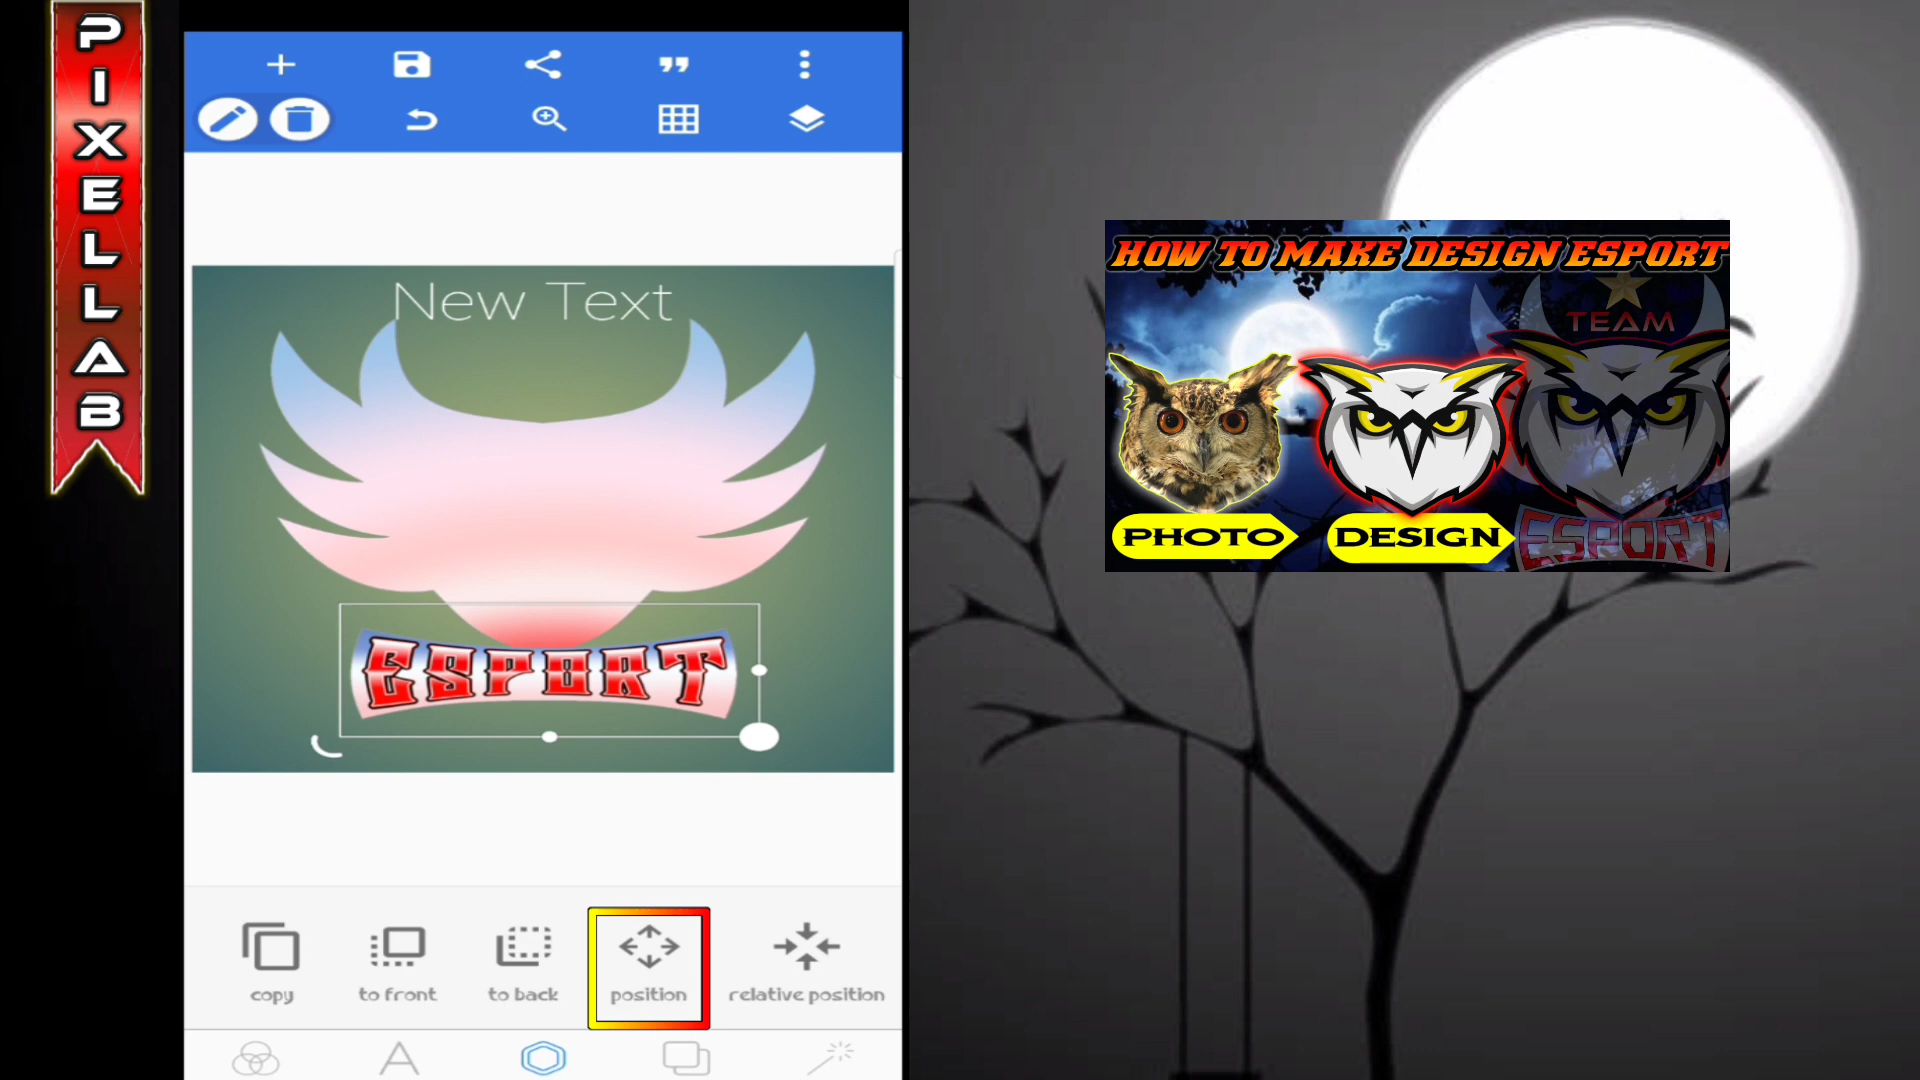 PIXELLAB
New Text
ESPORT
copy
to front
to back
position
relative position
HOW TO MAKE DESIGN ESPORT
TEAM
PHOTO
DESIGN
ESPORT